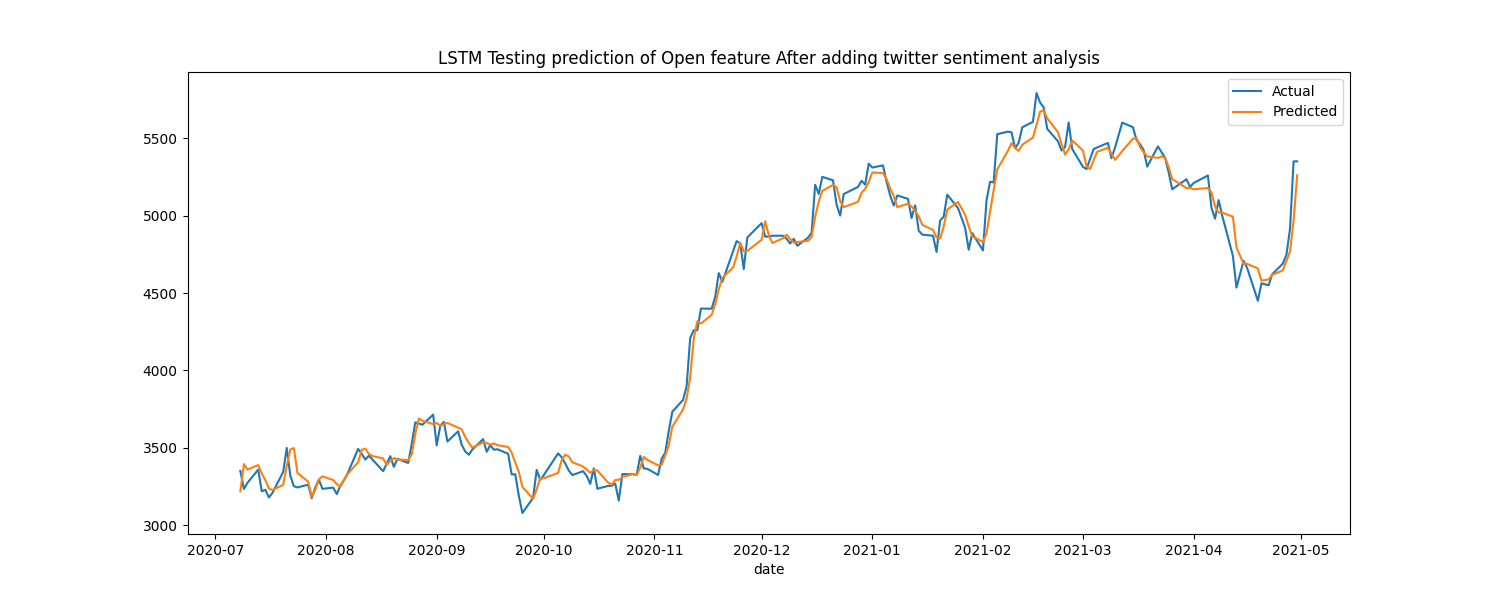 LSTM Testing prediction of Open feature After adding twitter sentiment analysis
Actual
Predicted
5500
5000
4500
4000
3500
3000
2020-07 2020-08 2020-09 2020-10 2020-11 2020-12 2021-01 2021-02 2021-03 2021-04 2021-05
date